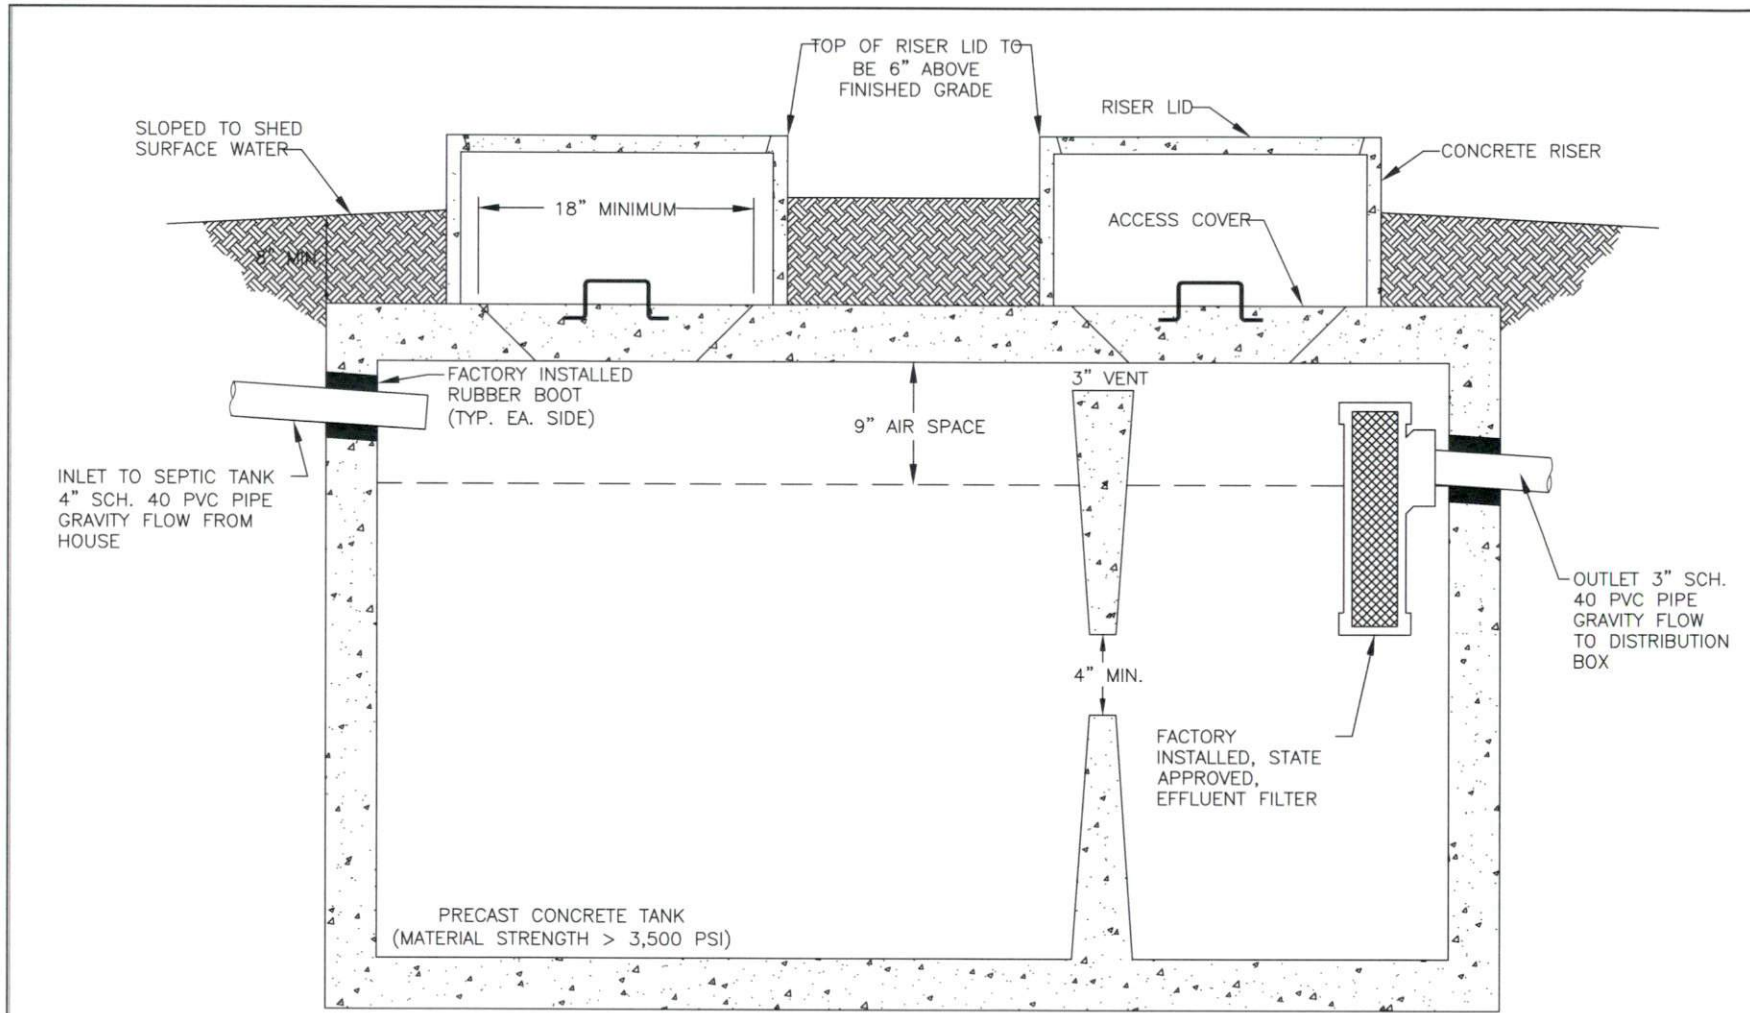 TOP OF RISER LID TO
BE 6" ABOVE
FINISHED GRADE
RISER LID
SLOPED TO SHED
SURFACE WATER
CONCRETE RISER
18" MINIMUM
ACCESS COVER
8" MIN.
FACTORY INSTALLED
RUBBER BOOT
(TYP. EA. SIDE)
3" VENT
9" AIR SPACE
INLET TO SEPTIC TANK
4" SCH. 40 PVC PIPE
GRAVITY FLOW FROM
HOUSE
OUTLET 3" SCH.
40 PVC PIPE
GRAVITY FLOW
TO DISTRIBUTION
BOX
4" MIN.
FACTORY
INSTALLED, STATE
APPROVED,
EFFLUENT FILTER
PRECAST CONCRETE TANK
(MATERIAL STRENGTH > 3,500 PSI)